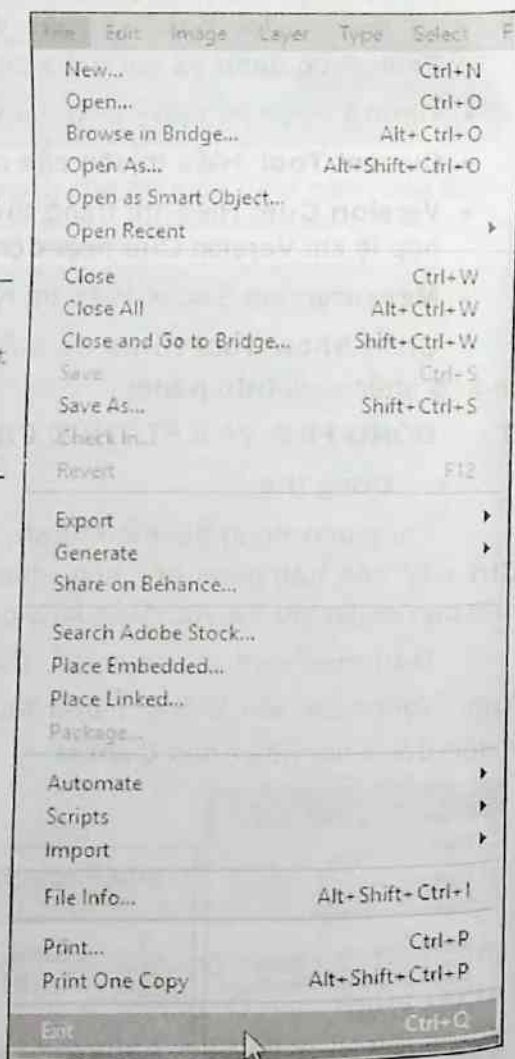 File Edit Image Layer Type Select F
New... Ctrl+N
Open... Ctrl+O
Browse in Bridge... Alt+Ctrl+O
Open As... Alt+Shift+Ctrl+O
Open as Smart Object...
Open Recent
Close Ctrl+W
Close All Alt+Ctrl+W
Close and Go to Bridge... Shift+Ctrl+W
Save Ctrl+S
Save As... Shift+Ctrl+S
Check In...
Revert F12
Export
Generate
Share on Behance...
Search Adobe Stock...
Place Embedded...
Place Linked...
Package...
Automate
Scripts
Import
File Info... Alt+Shift+Ctrl+I
Print... Ctrl+P
Print One Copy Alt+Shift+Ctrl+P
Exit Ctrl+Q